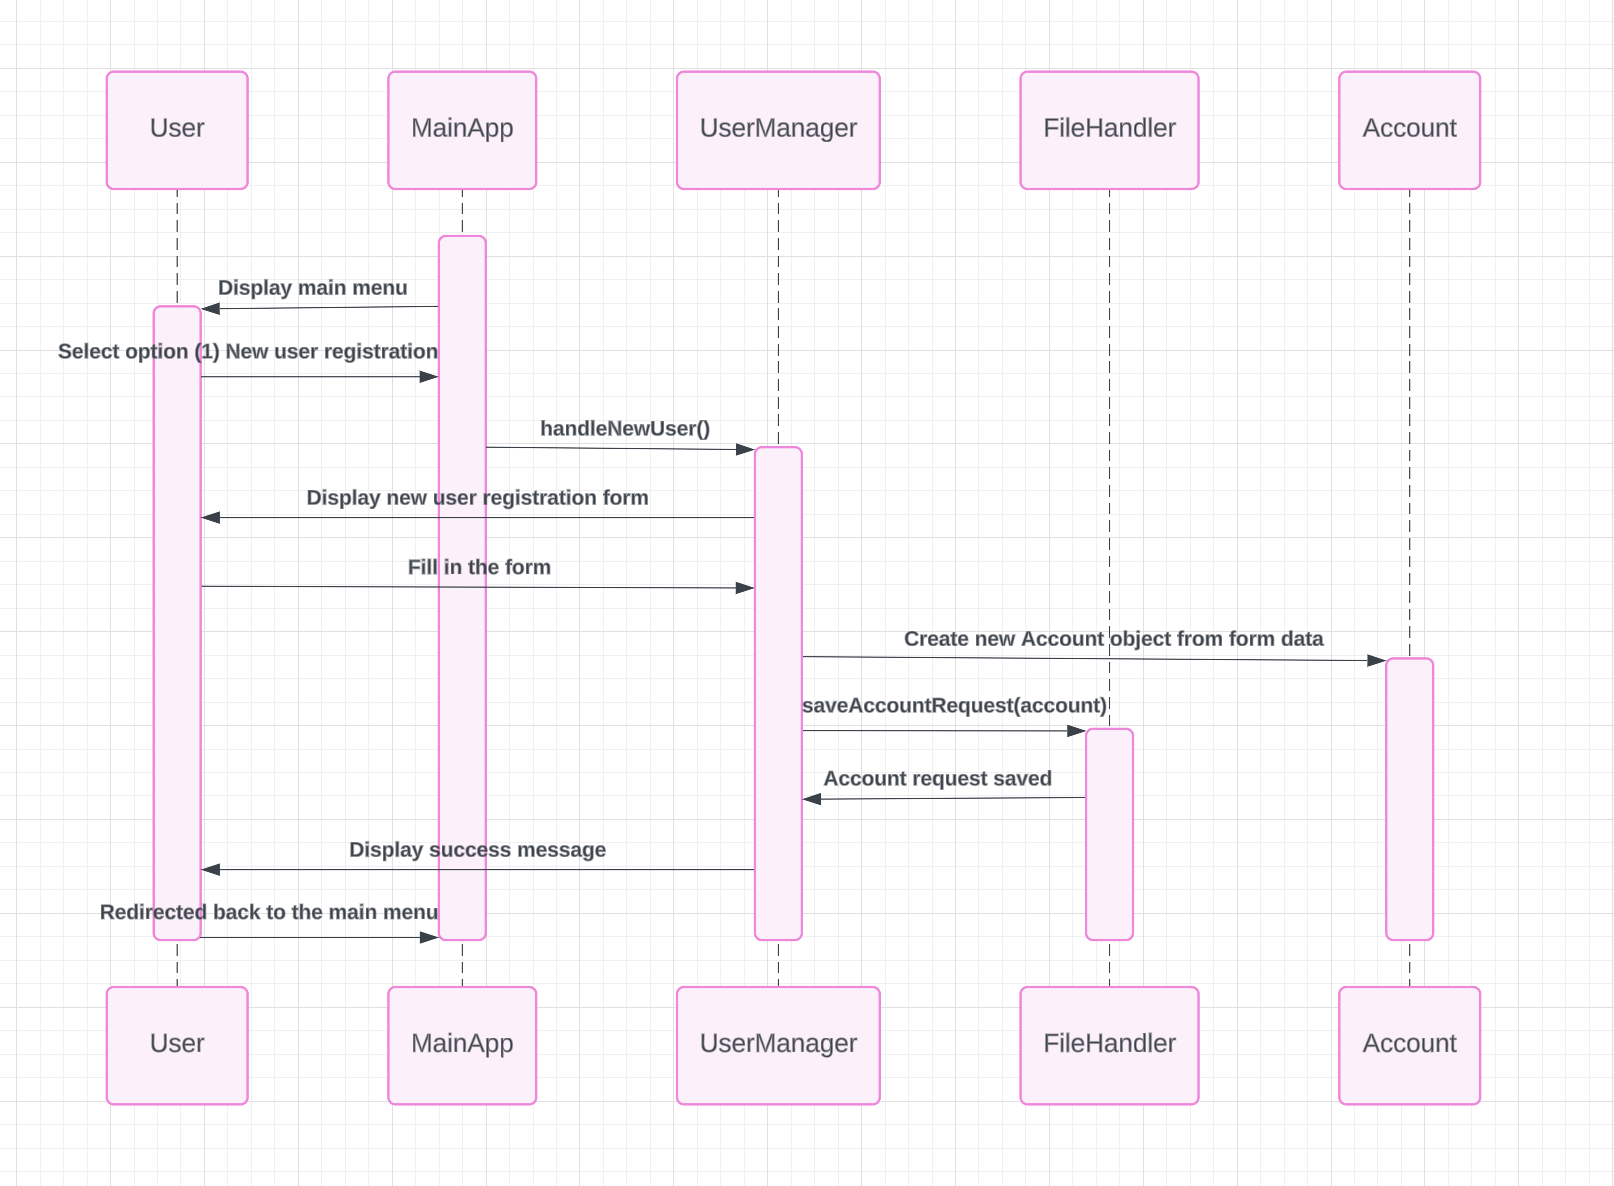 User
MainApp
UserManager
FileHandler
Account
Display main menu
Select option (1) New user registration
handleNewUser()
Display new user registration form
Fill in the form
Create new Account object from form data
saveAccountRequest(account)
Account request saved
Display success message
Redirected back to the main menu
User
MainApp
UserManager
FileHandler
Account